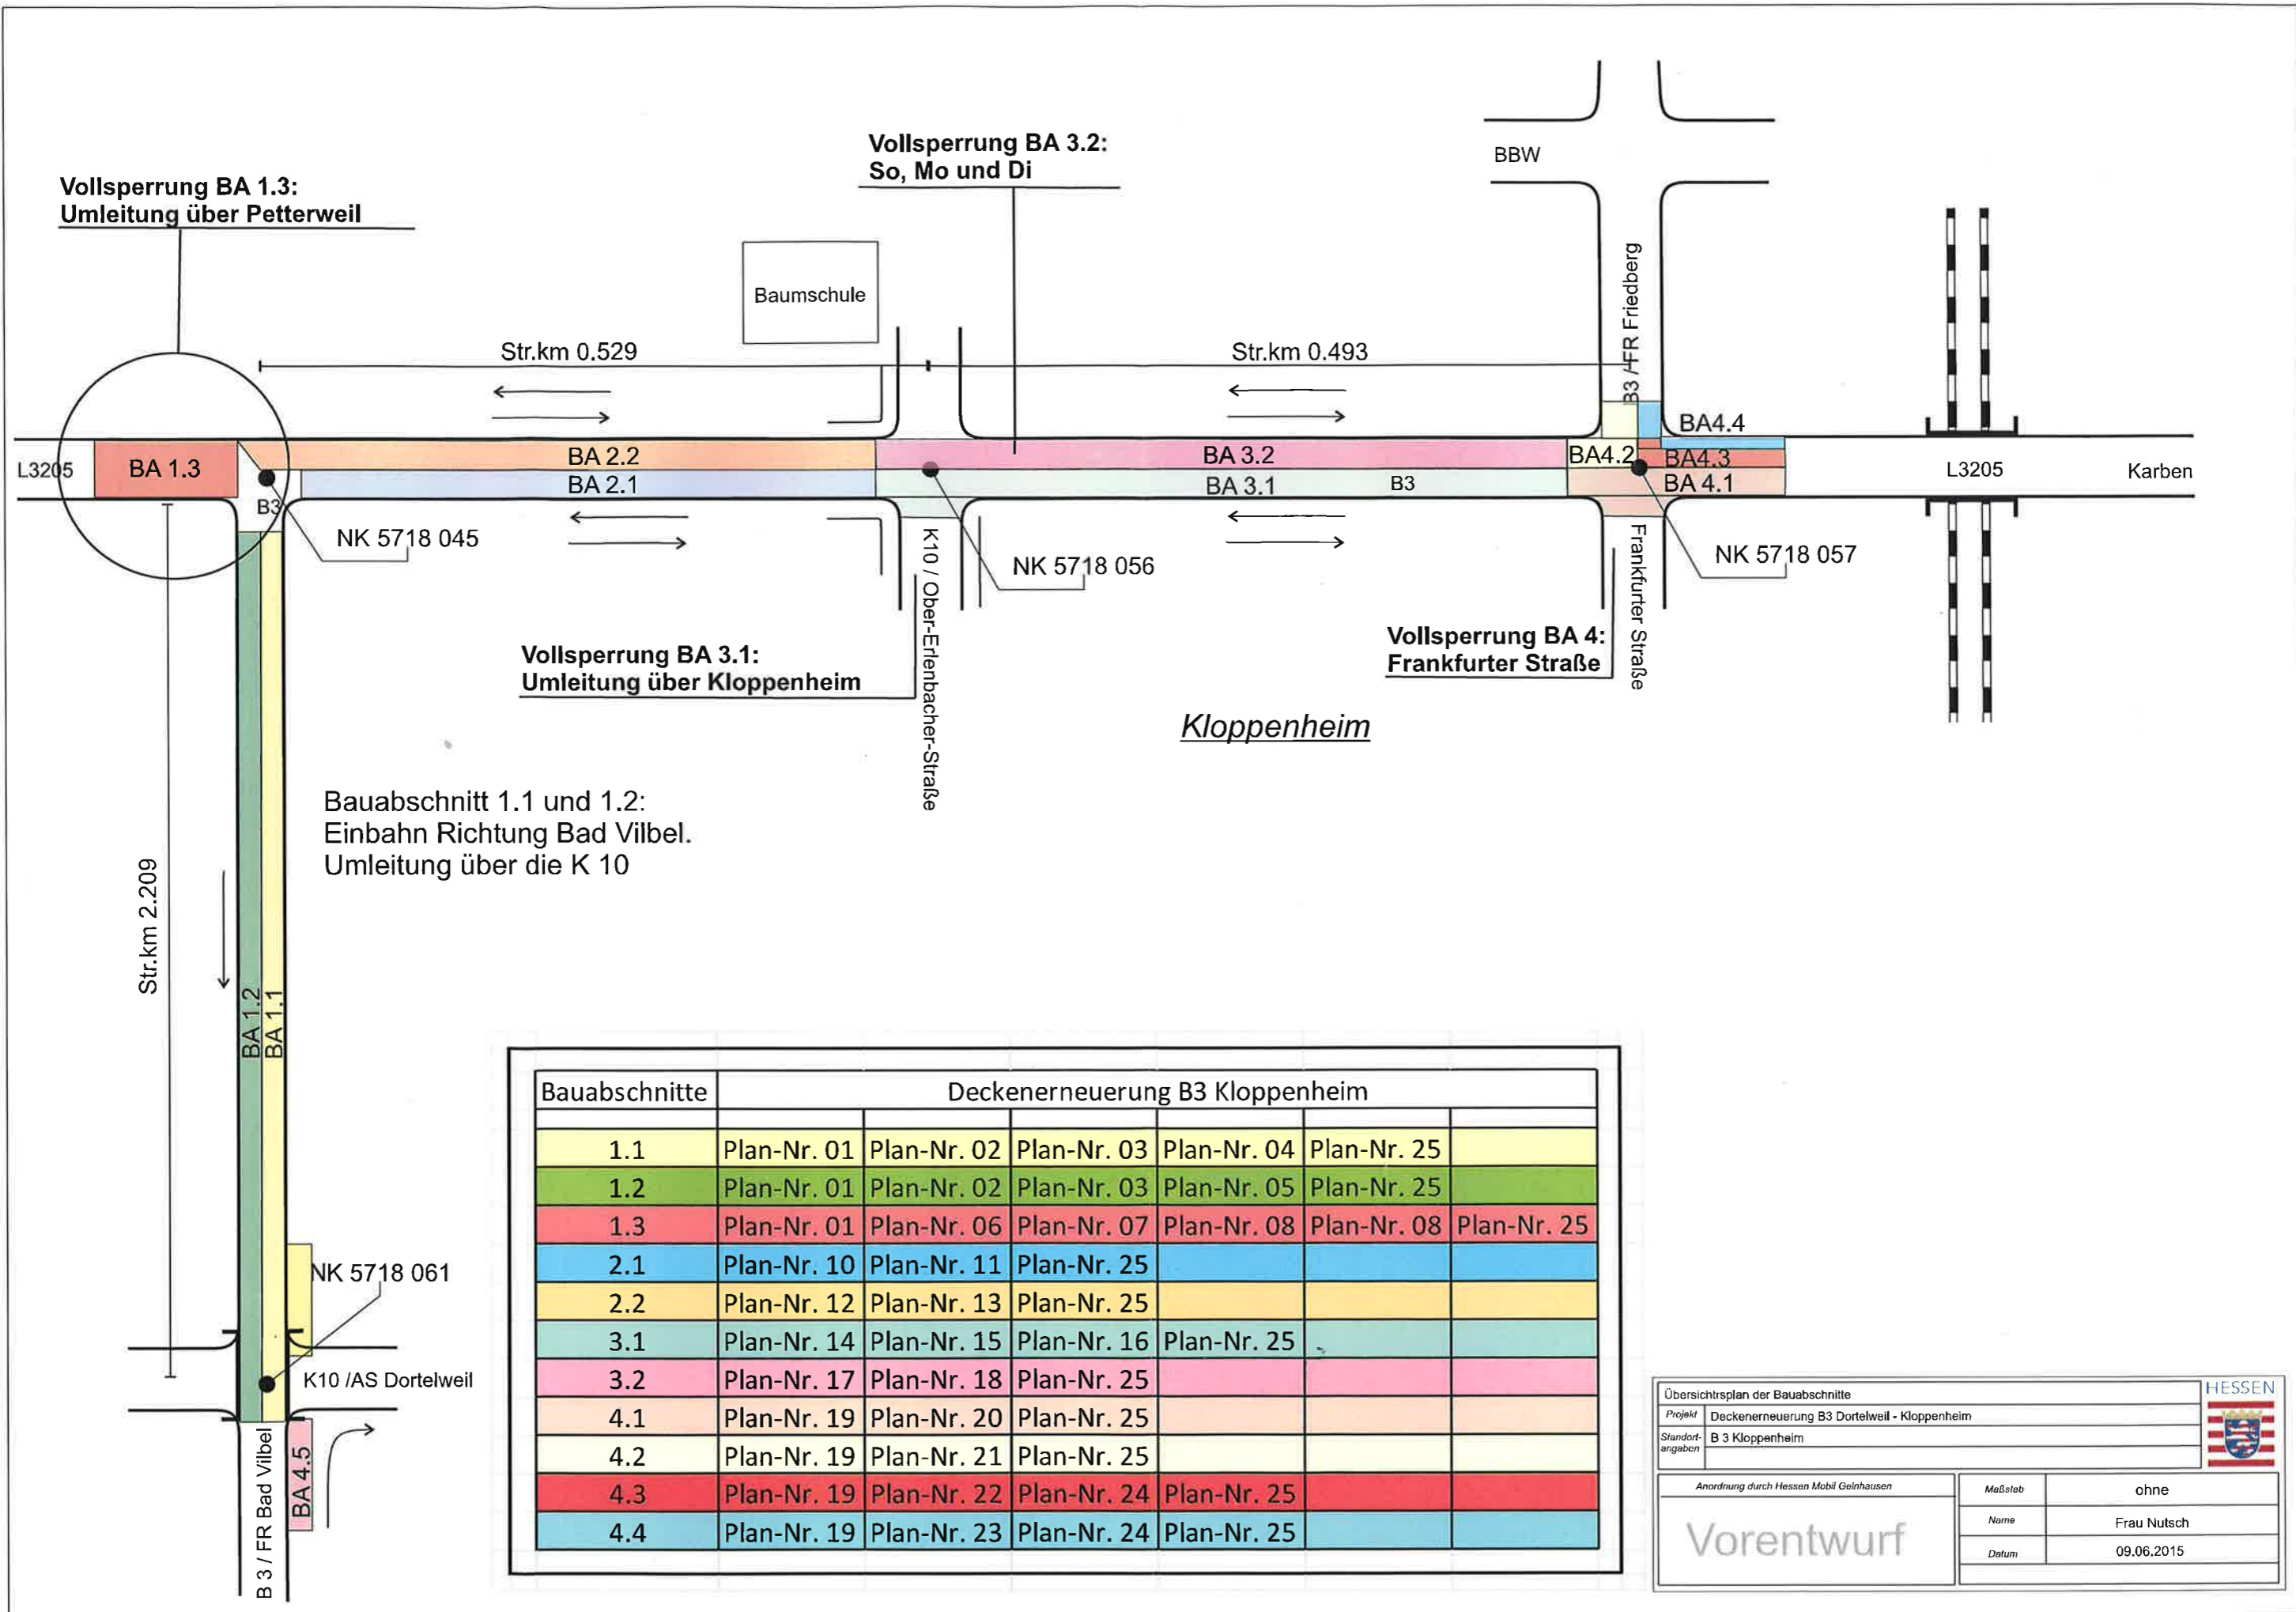 Vollsperrung BA 1.3:
Umleitung über Petterweil
Vollsperrung BA 3.2:
So, Mo und Di
BBW
Baumschule
B3 / FR Friedberg
Str.km 0.529
Str.km 0.493
BA4.4
L3205
BA 1.3
BA 2.2
BA 3.2
BA4.2
BA4.3
L3205
Karben
BA 2.1
BA 3.1
B3
BA 4.1
B3
NK 5718 045
NK 5718 056
NK 5718 057
K10 / Ober-Erlenbacher-Straße
Frankfurter Straße
Vollsperrung BA 3.1:
Umleitung über Kloppenheim
Vollsperrung BA 4:
Frankfurter Straße
Kloppenheim
Bauabschnitt 1.1 und 1.2:
Einbahn Richtung Bad Vilbel.
Umleitung über die K 10
Str.km 2.209
BA 1.2
BA 1.1
NK 5718 061
K10 /AS Dortelweil
B 3 / FR Bad Vilbel
BA 4.5
Bauabschnitte Deckenerneuerung B3 Kloppenheim
1.1 Plan-Nr. 01 Plan-Nr. 02 Plan-Nr. 03 Plan-Nr. 04 Plan-Nr. 25
1.2 Plan-Nr. 01 Plan-Nr. 02 Plan-Nr. 03 Plan-Nr. 05 Plan-Nr. 25
1.3 Plan-Nr. 01 Plan-Nr. 06 Plan-Nr. 07 Plan-Nr. 08 Plan-Nr. 08 Plan-Nr. 25
2.1 Plan-Nr. 10 Plan-Nr. 11 Plan-Nr. 25
2.2 Plan-Nr. 12 Plan-Nr. 13 Plan-Nr. 25
3.1 Plan-Nr. 14 Plan-Nr. 15 Plan-Nr. 16 Plan-Nr. 25
3.2 Plan-Nr. 17 Plan-Nr. 18 Plan-Nr. 25
4.1 Plan-Nr. 19 Plan-Nr. 20 Plan-Nr. 25
4.2 Plan-Nr. 19 Plan-Nr. 21 Plan-Nr. 25
4.3 Plan-Nr. 19 Plan-Nr. 22 Plan-Nr. 24 Plan-Nr. 25
4.4 Plan-Nr. 19 Plan-Nr. 23 Plan-Nr. 24 Plan-Nr. 25
Übersichtrsplan der Bauabschnitte
HESSEN
Projekt Deckenerneuerung B3 Dortelweil - Kloppenheim
Standort-
angaben
B 3 Kloppenheim
Anordnung durch Hessen Mobil Gelnhausen
Vorentwurf
Maßstab ohne
Name Frau Nutsch
Datum 09.06.2015